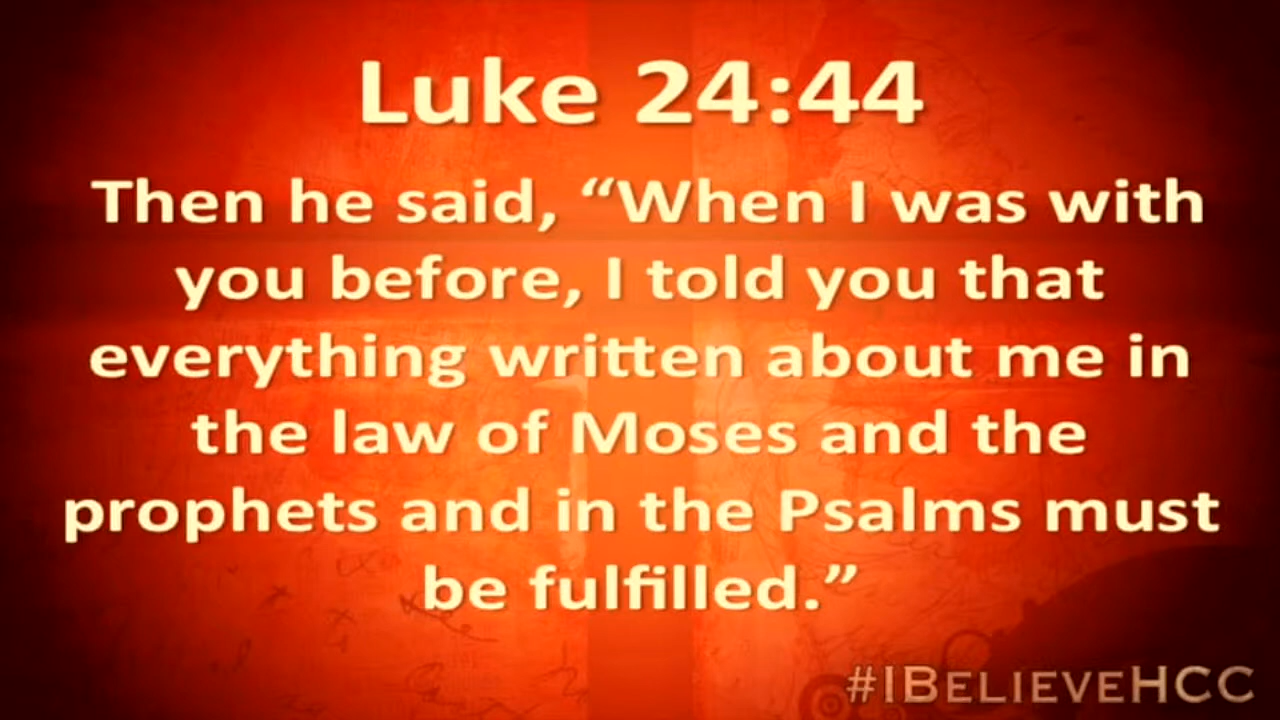 Luke 24:44
Then he said, “When I was with
you before, I told you that
everything written about me in
the law of Moses and the
prophets and in the Psalms must
be fulfilled.”
#IBelieveHCC